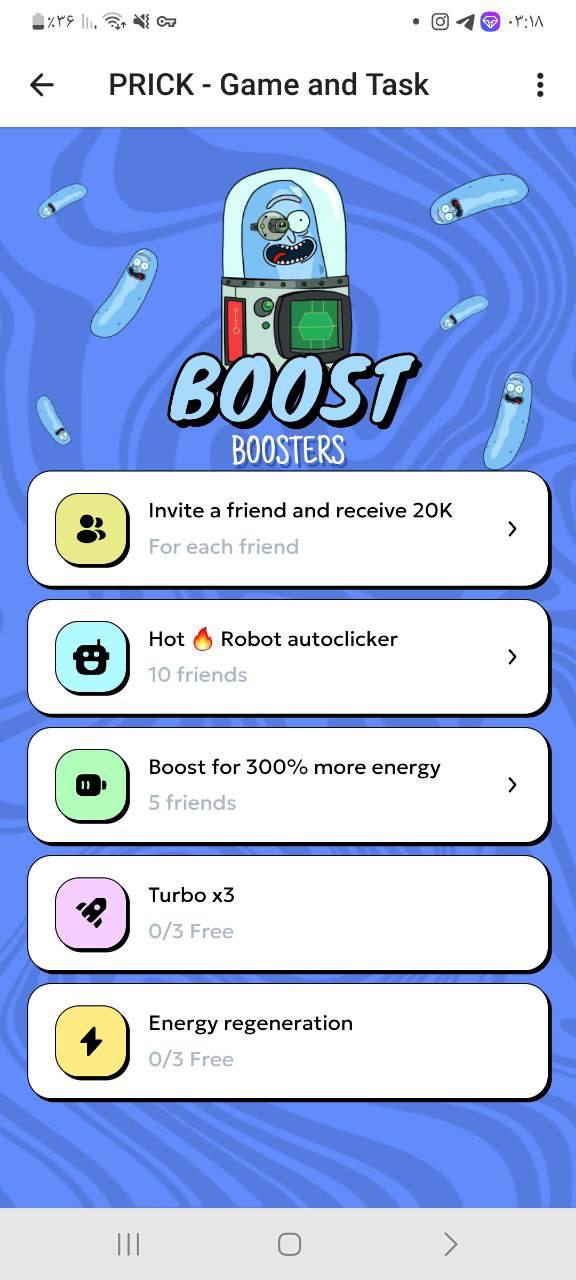 ٪۳۶
۰۳:۱۸
PRICK - Game and Task
BOOST
BOOSTERS
Invite a friend and receive 20K
For each friend
Hot 🔥 Robot autoclicker
10 friends
Boost for 300% more energy
5 friends
Turbo x3
0/3 Free
Energy regeneration
0/3 Free